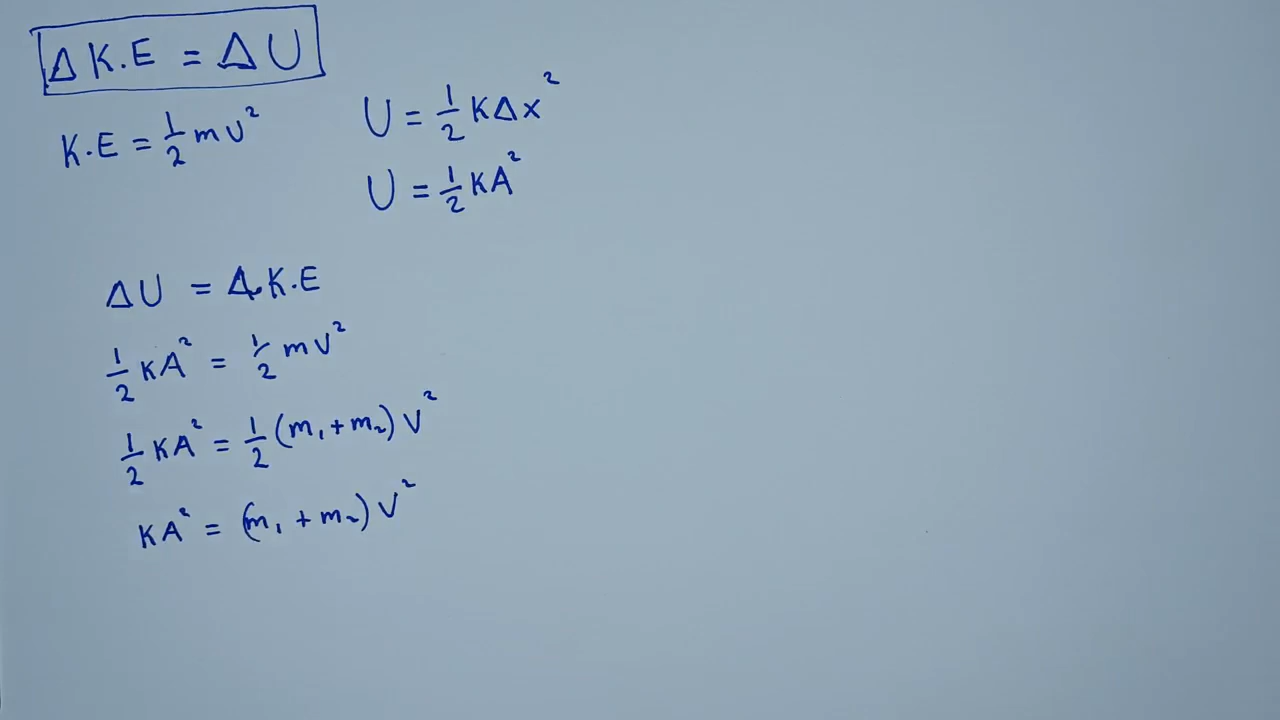 ΔK.E = ΔU
K.E = 1/2 mv²
U = 1/2 KΔx²
U = 1/2 KA²
ΔU = ΔK.E
1/2 KA² = 1/2 mv²
1/2 KA² = 1/2 (m₁+m₂) V²
KA² = (m₁ + m₂) V²